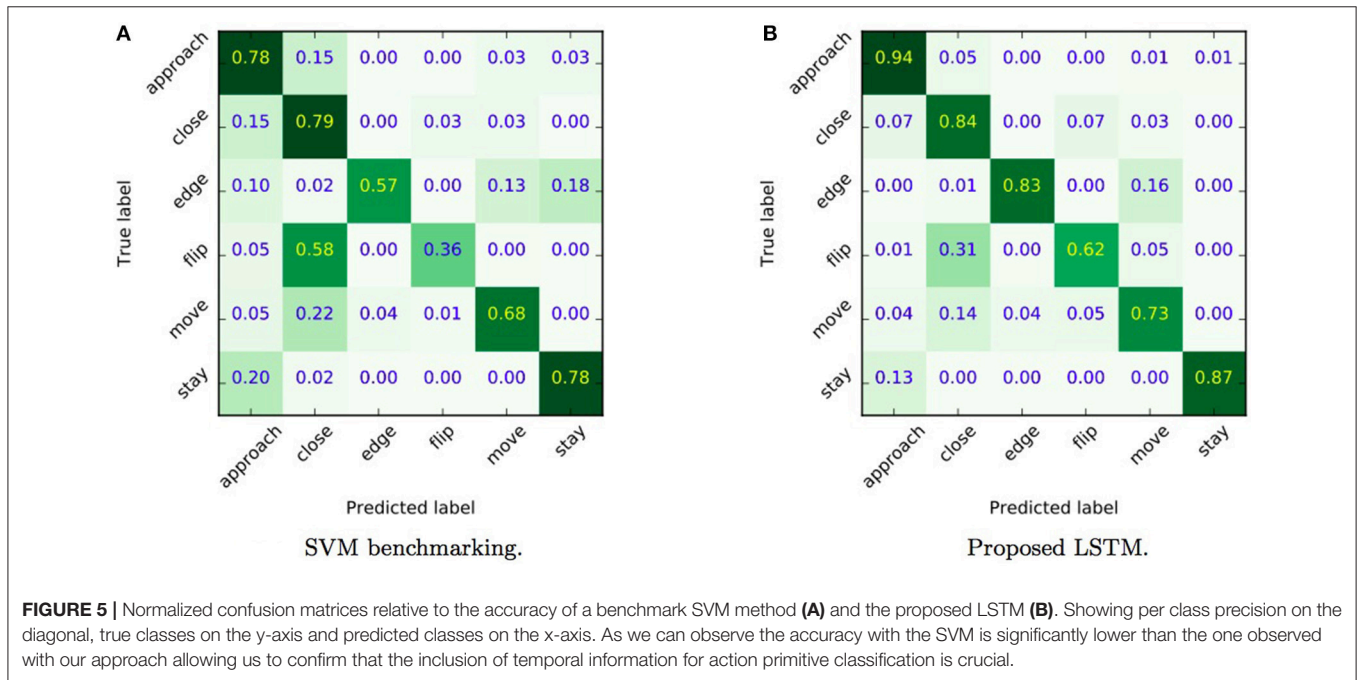 A
approach 0.78 0.15 0.00 0.00 0.03 0.03
close 0.15 0.79 0.00 0.03 0.03 0.00
edge 0.10 0.02 0.57 0.00 0.13 0.18
flip 0.05 0.58 0.00 0.36 0.00 0.00
move 0.05 0.22 0.04 0.01 0.68 0.00
stay 0.20 0.02 0.00 0.00 0.00 0.78
True label
approach close edge flip move stay
Predicted label
SVM benchmarking.
B
approach 0.94 0.05 0.00 0.00 0.01 0.01
close 0.07 0.84 0.00 0.07 0.03 0.00
edge 0.00 0.01 0.83 0.00 0.16 0.00
flip 0.01 0.31 0.00 0.62 0.05 0.00
move 0.04 0.14 0.04 0.05 0.73 0.00
stay 0.13 0.00 0.00 0.00 0.00 0.87
True label
approach close edge flip move stay
Predicted label
Proposed LSTM.
FIGURE 5 | Normalized confusion matrices relative to the accuracy of a benchmark SVM method (A) and the proposed LSTM (B). Showing per class precision on the
diagonal, true classes on the y-axis and predicted classes on the x-axis. As we can observe the accuracy with the SVM is significantly lower than the one observed
with our approach allowing us to confirm that the inclusion of temporal information for action primitive classification is crucial.